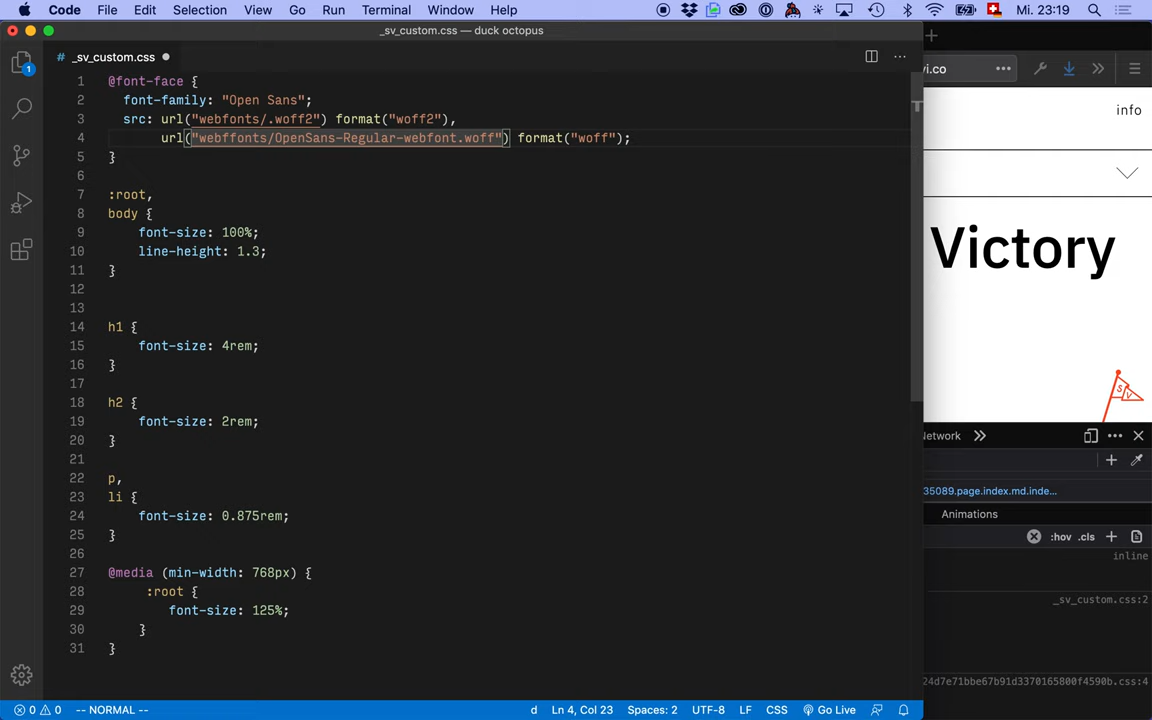 Code File Edit Selection View Go Run Terminal Window Help Mi. 23:19
_sv_custom.css — duck octopus
# _sv_custom.css
vi.co
1 @font-face {
2 font-family: "Open Sans";
3 src: url("webfonts/.woff2") format("woff2"),
4 url("webffonts/OpenSans-Regular-webfont.woff") format("woff");
5 }
6
7 :root,
8 body {
9 font-size: 100%;
10 line-height: 1.3;
11 }
12
13
14 h1 {
15 font-size: 4rem;
16 }
17
18 h2 {
19 font-size: 2rem;
20 }
21
22 p,
23 li {
24 font-size: 0.875rem;
25 }
26
27 @media (min-width: 768px) {
28 :root {
29 font-size: 125%;
30 }
31 }
info
Victory
S V
etwork
35089.page.index.md.inde...
Animations
:hov .cls
inline
_sv_custom.css:2
24d7e71bbe67b91d3370165800f4590b.css:4
1
0 0 -- NORMAL -- d Ln 4, Col 23 Spaces: 2 UTF-8 LF CSS Go Live